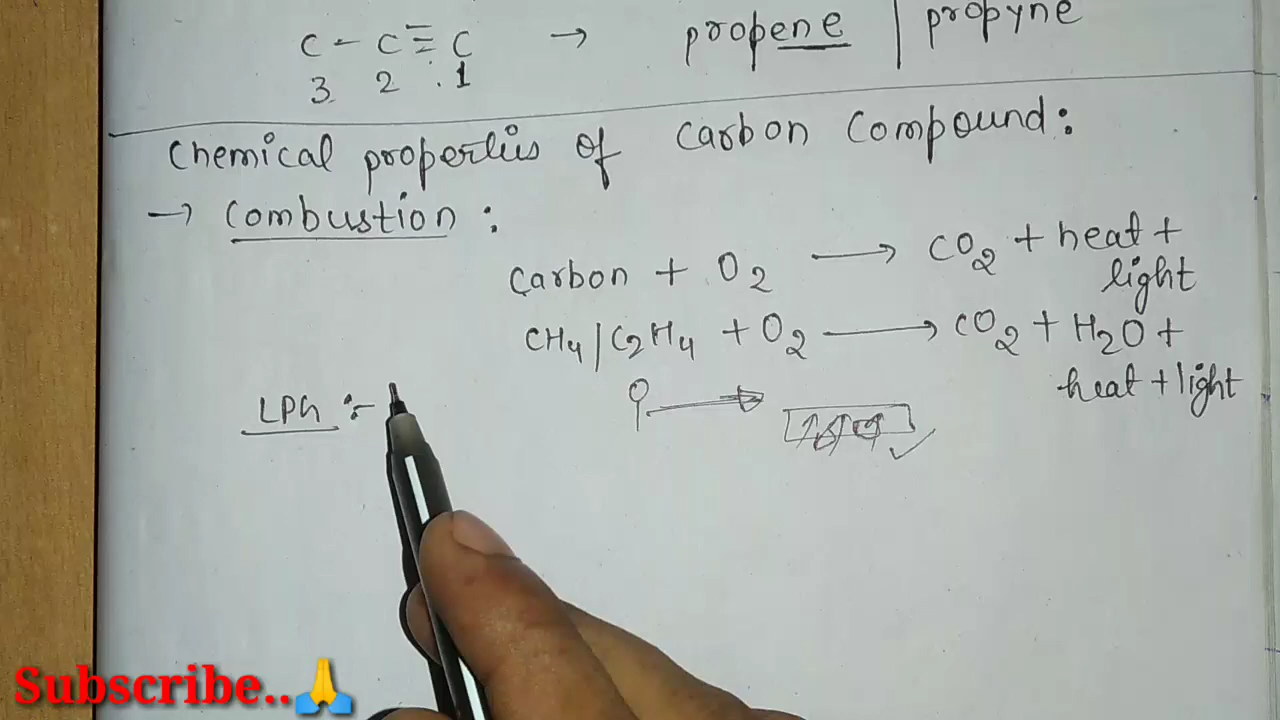 C - C ≡ C → propene | propyne
3 2 1
Chemical properties of Carbon Compound:
→ Combustion :
Carbon + O2 → CO2 + heat +
light
CH4 | C2H4 + O2 → CO2 + H2O +
heat + light
LPG :-
Subscribe..🙏